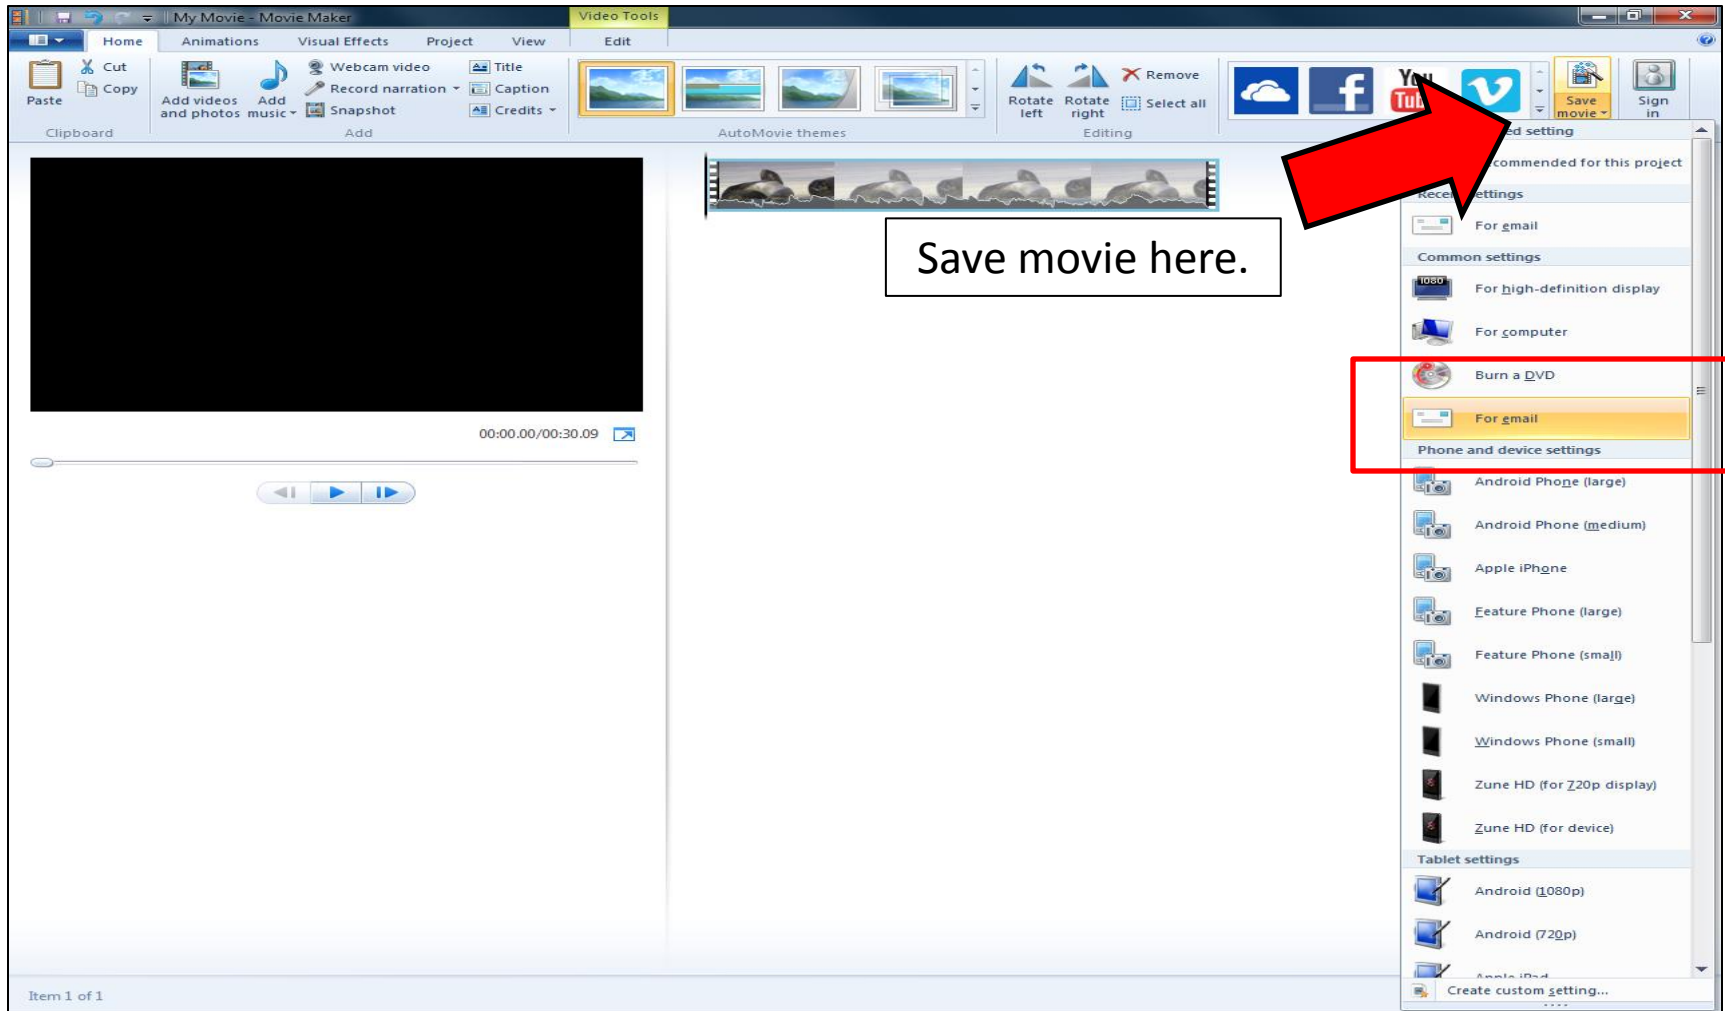 My Movie - Movie Maker
Video Tools
Home Animations Visual Effects Project View Edit
Paste
Cut
Copy
Clipboard
Add videos
and photos
Add
music
Webcam video
Record narration
Snapshot
Title
Caption
Credits
Add
AutoMovie themes
Rotate
left
Rotate
right
Remove
Select all
Editing
You
Save
movie
Sign
in
setting
for this project
For email
Common settings
1080
For high-definition display
For computer
Burn a DVD
For email
Phone and device settings
Android Phone (large)
Android Phone (medium)
Apple iPhone
Feature Phone (large)
Feature Phone (small)
Windows Phone (large)
Windows Phone (small)
Zune HD (for 720p display)
Zune HD (for device)
Tablet settings
Android (1080p)
Android (720p)
Create custom setting...
Save movie here.
00:00.00/00:30.09
Item 1 of 1